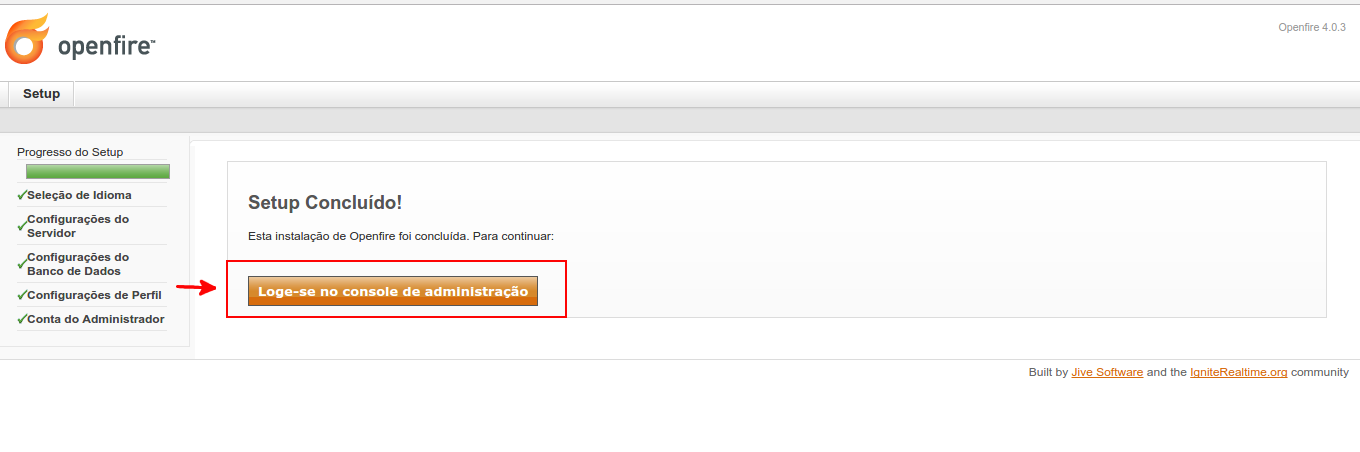 openfire™
Openfire 4.0.3
Setup
Progresso do Setup
Seleção de Idioma
Configurações do
Servidor
Configurações do
Banco de Dados
Configurações de Perfil
Conta do Administrador
Setup Concluído!
Esta instalação de Openfire foi concluída. Para continuar:
Loge-se no console de administração
Built by Jive Software and the IgniteRealtime.org community